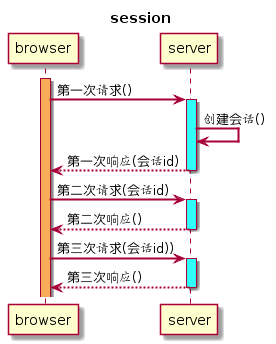 session
browser server
第一次请求()
创建会话()
第一次响应(会话id)
第二次请求(会话id)
第二次响应()
第三次请求(会话id))
第三次响应()
browser server